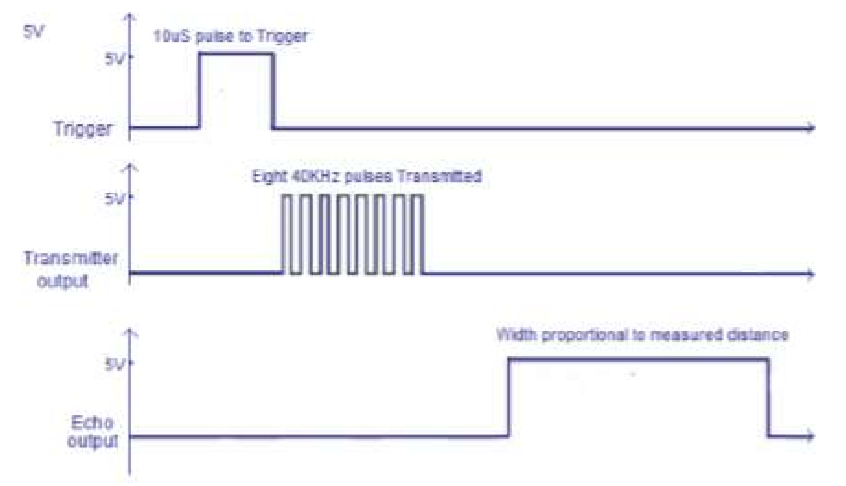 5V
10uS pulse to Trigger
5V
Trigger
Eight 40KHz pulses Transmitted
5V
Transmitter
output
Width proportional to measured distance
5V
Echo
output